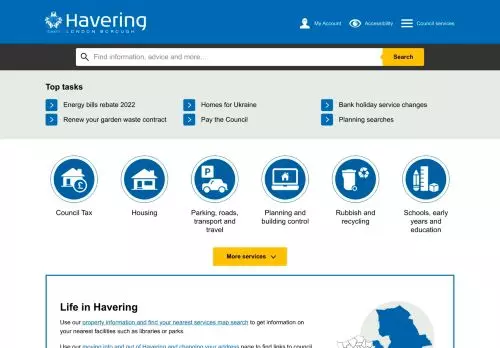 Havering
LONDON BOROUGH
My Account
Accessibility
Council services
Find information, advice and more...
Search
Top tasks
Energy bills rebate 2022
Homes for Ukraine
Bank holiday service changes
Renew your garden waste contract
Pay the Council
Planning searches
Council Tax
Housing
Parking, roads,
transport and
travel
Planning and
building control
Rubbish and
recycling
Schools, early
years and
education
More services
Life in Havering
Use our property information and find your nearest services map search to get information on
your nearest facilities such as libraries or parks
Use our moving into and out of Havering and changing your address page to find links to council